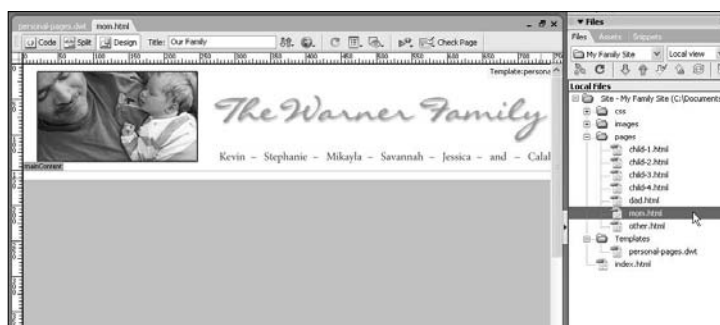 personal-pages.dwt mom.html
Code Split Design Title: Our Family Check Page
Template:persona
The Warner Family
Kevin ~ Stephanie ~ Mikayla ~ Savannah ~ Jessica ~ and ~ Calal
mainContent
Files
Files Assets Snippets
My Family Site Local view
Local Files
Site - My Family Site (C:\Documents
css
images
pages
child-1.html
child-2.html
child-3.html
child-4.html
dad.html
mom.html
other.html
Templates
personal-pages.dwt
index.html